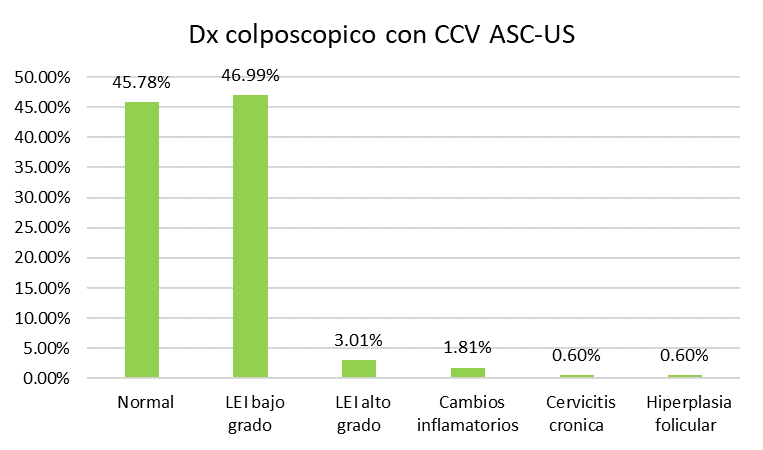 Dx colposcopico con CCV ASC-US
50.00%
45.00%
40.00%
35.00%
30.00%
25.00%
20.00%
15.00%
10.00%
5.00%
0.00%
45.78%
46.99%
3.01%
1.81%
0.60%
0.60%
Normal
LEI bajo
grado
LEI alto
grado
Cambios
inflamatorios
Cervicitis
cronica
Hiperplasia
folicular